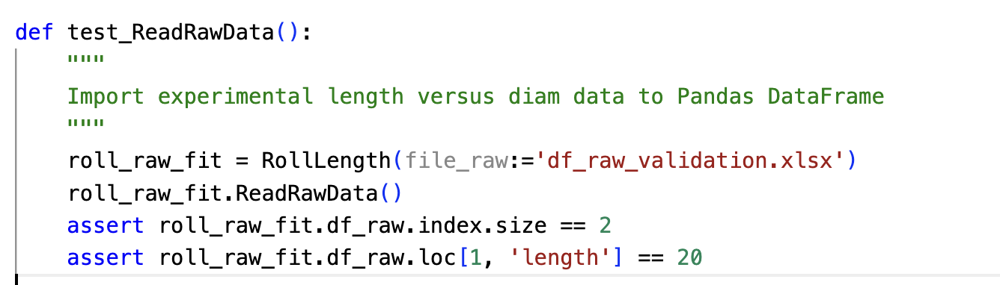 def test_ReadRawData():
    """
    Import experimental length versus diam data to Pandas DataFrame
    """
    roll_raw_fit = RollLength(file_raw:='df_raw_validation.xlsx')
    roll_raw_fit.ReadRawData()
    assert roll_raw_fit.df_raw.index.size == 2
    assert roll_raw_fit.df_raw.loc[1, 'length'] == 20